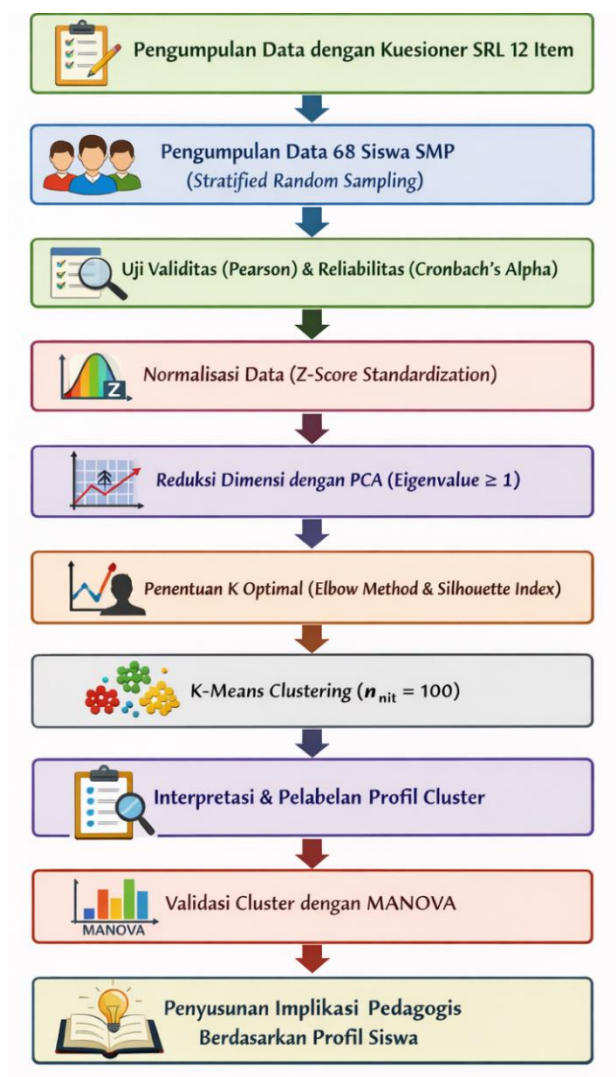 Pengumpulan Data dengan Kuesioner SRL 12 Item
Pengumpulan Data 68 Siswa SMP
(Stratified Random Sampling)
Uji Validitas (Pearson) & Reliabilitas (Cronbach's Alpha)
Z
Normalisasi Data (Z-Score Standardization)
Reduksi Dimensi dengan PCA (Eigenvalue ≥ 1)
Penentuan K Optimal (Elbow Method & Silhouette Index)
K-Means Clustering (n nit = 100)
Interpretasi & Pelabelan Profil Cluster
MANOVA
Validasi Cluster dengan MANOVA
Penyusunan Implikasi Pedagogis
Berdasarkan Profil Siswa